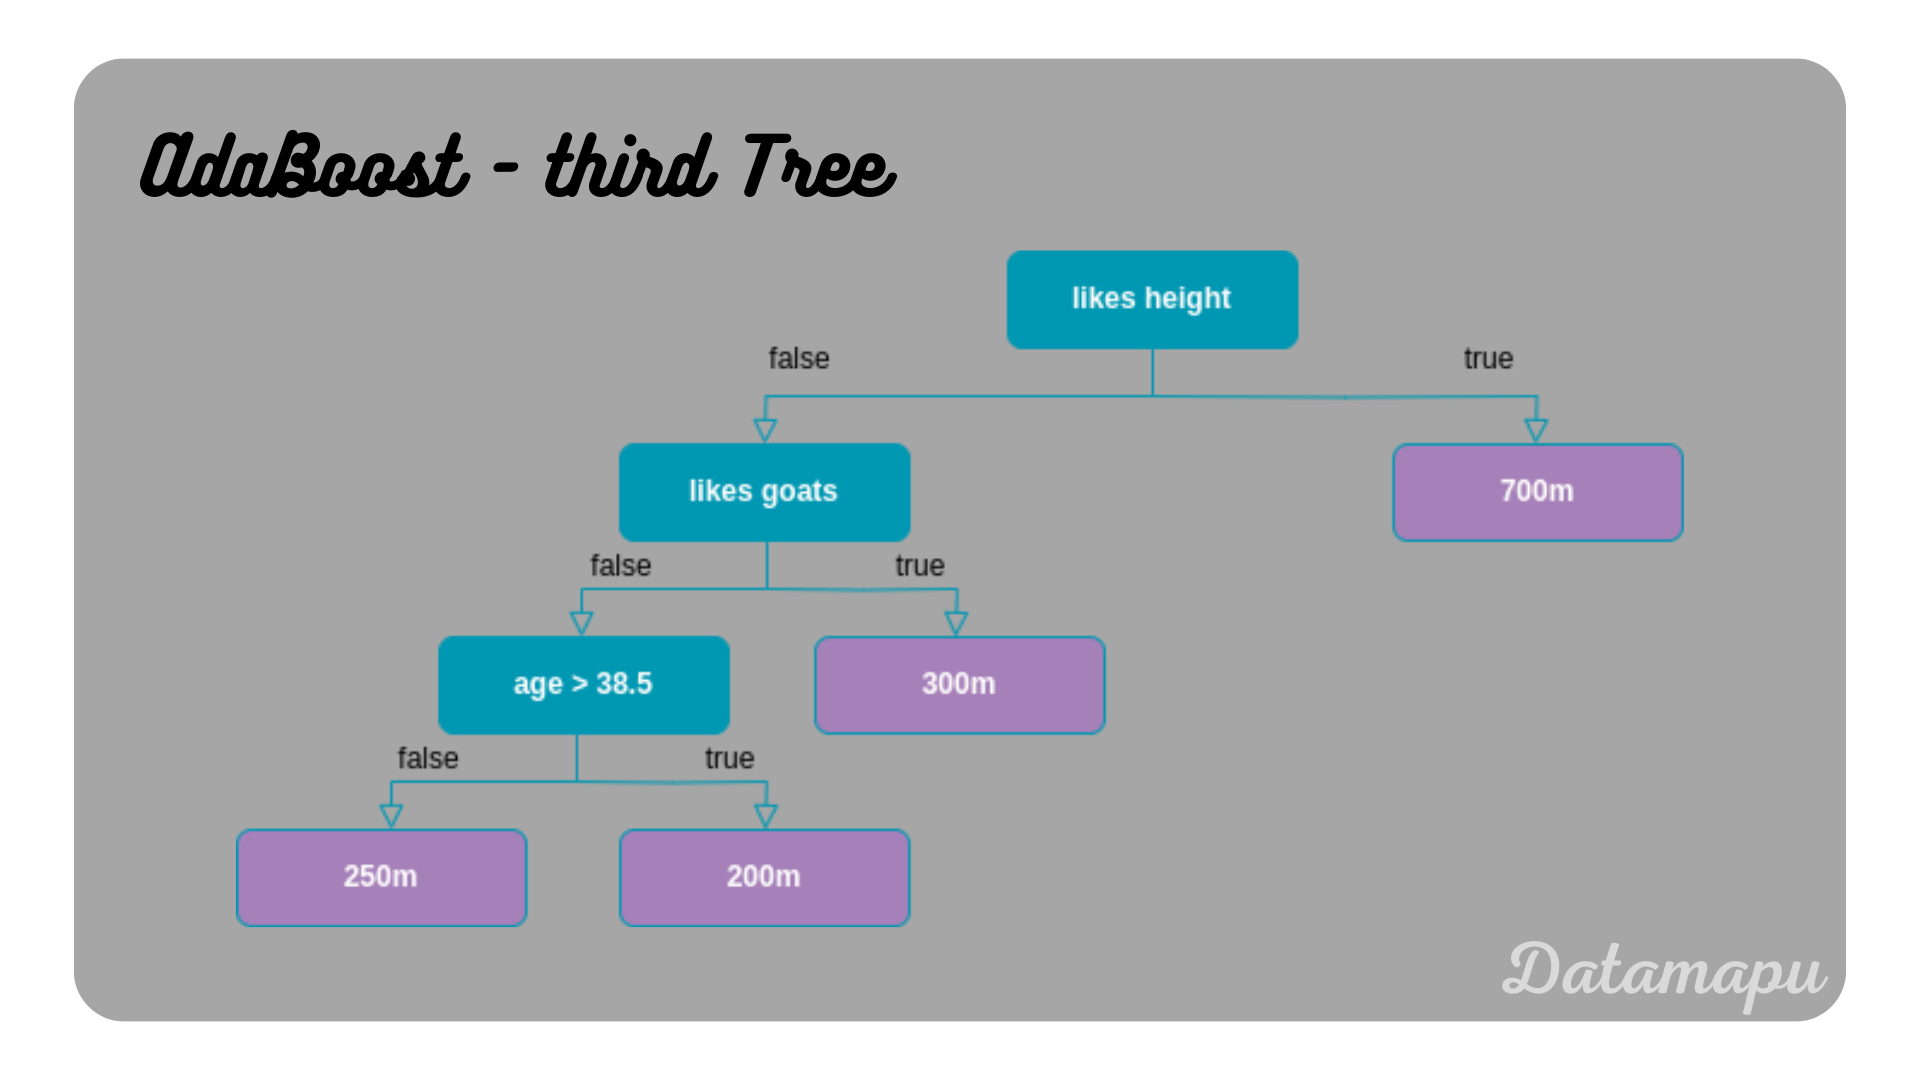 AdaBoost - third Tree
likes height
false
true
likes goats
700m
false
true
age > 38.5
300m
false
true
250m
200m
Datamapu